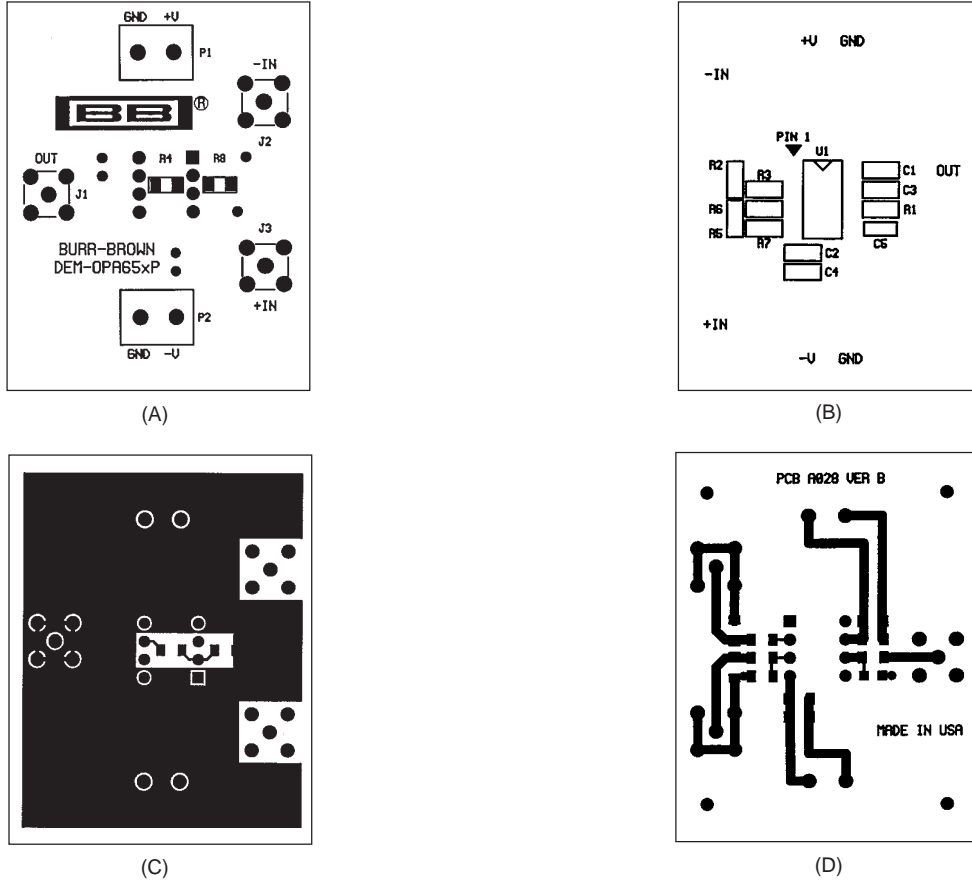 GND +V
P1
-IN
BB®
J2
OUT
R4 R8
J1
J3
BURR-BROWN
DEM-OPA65xP
+IN
P2
GND -V
(A)
+V GND
-IN
PIN 1
U1
R2
R3
C1 OUT
C3
R6
R1
R5
R7
C5
C2
C4
+IN
-V GND
(B)
(C)
PCB A028 VER B
MADE IN USA
(D)